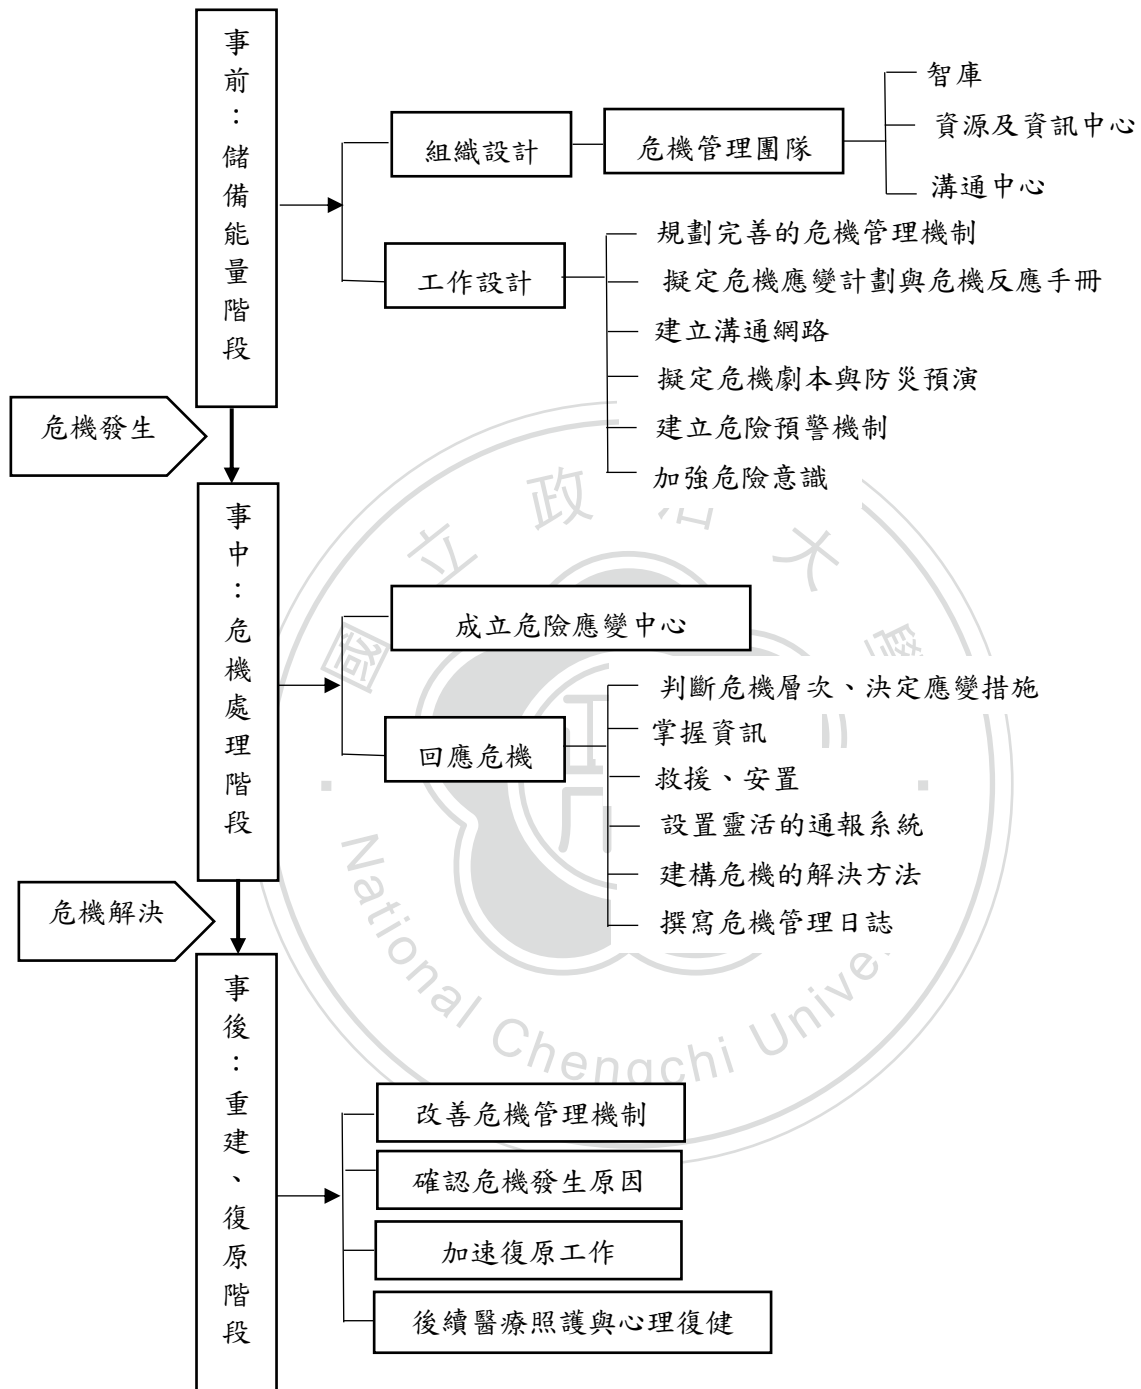 事前：儲備能量階段
組織設計
危機管理團隊
智庫
資源及資訊中心
溝通中心
工作設計
規劃完善的危機管理機制
擬定危機應變計劃與危機反應手冊
建立溝通網路
擬定危機劇本與防災預演
建立危險預警機制
加強危險意識
危機發生
事中：危機處理階段
成立危險應變中心
回應危機
判斷危機層次、決定應變措施
掌握資訊
救援、安置
設置靈活的通報系統
建構危機的解決方法
撰寫危機管理日誌
危機解決
事後：重建、復原階段
改善危機管理機制
確認危機發生原因
加速復原工作
後續醫療照護與心理復健
國立政治大學
National Chengchi Univer